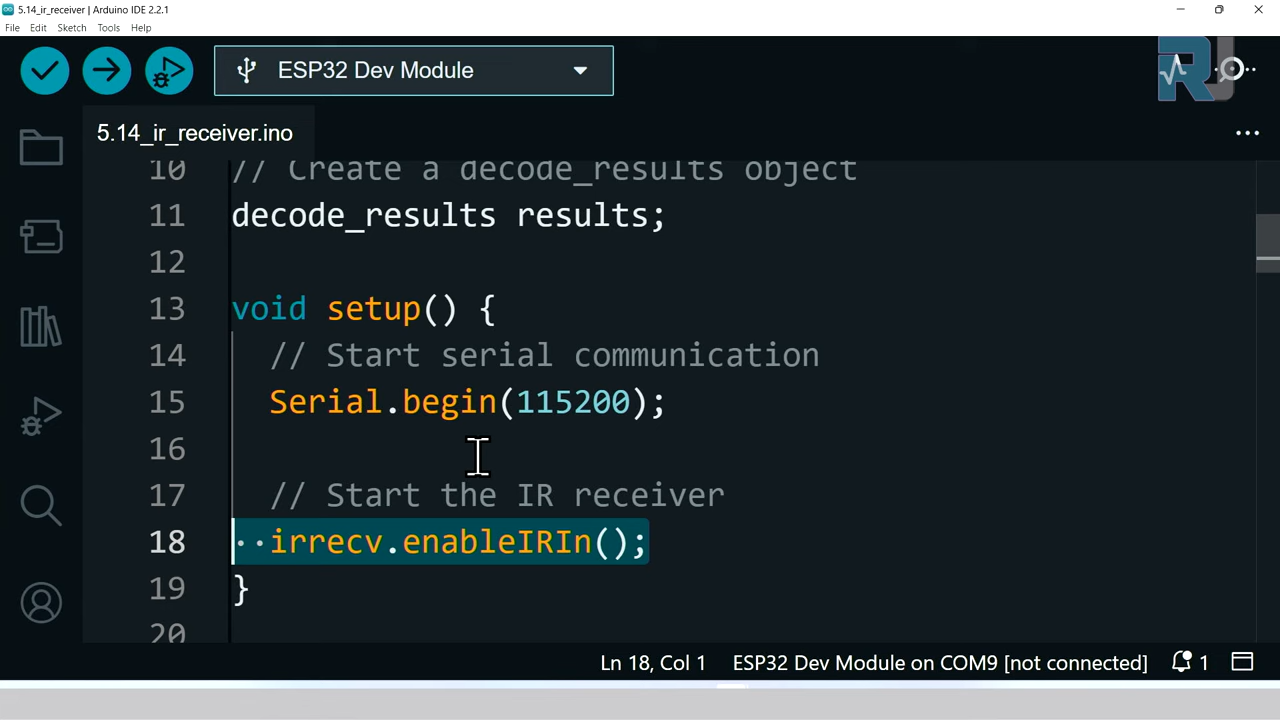 5.14_ir_receiver | Arduino IDE 2.2.1
File Edit Sketch Tools Help
ESP32 Dev Module
RJ
5.14_ir_receiver.ino
10 // Create a decode_results object
11 decode_results results;
12
13 void setup() {
14 // Start serial communication
15 Serial.begin(115200);
16
17 // Start the IR receiver
18 ··irrecv.enableIRIn();
19 }
20
Ln 18, Col 1 ESP32 Dev Module on COM9 [not connected] 1